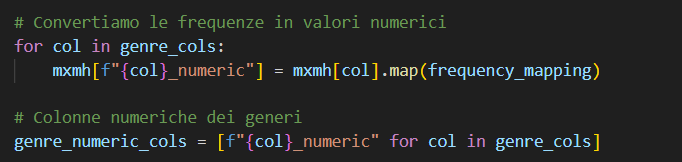 # Convertiamo le frequenze in valori numerici
for col in genre_cols:
    mxmh[f"{col}_numeric"] = mxmh[col].map(frequency_mapping)

# Colonne numeriche dei generi
genre_numeric_cols = [f"{col}_numeric" for col in genre_cols]